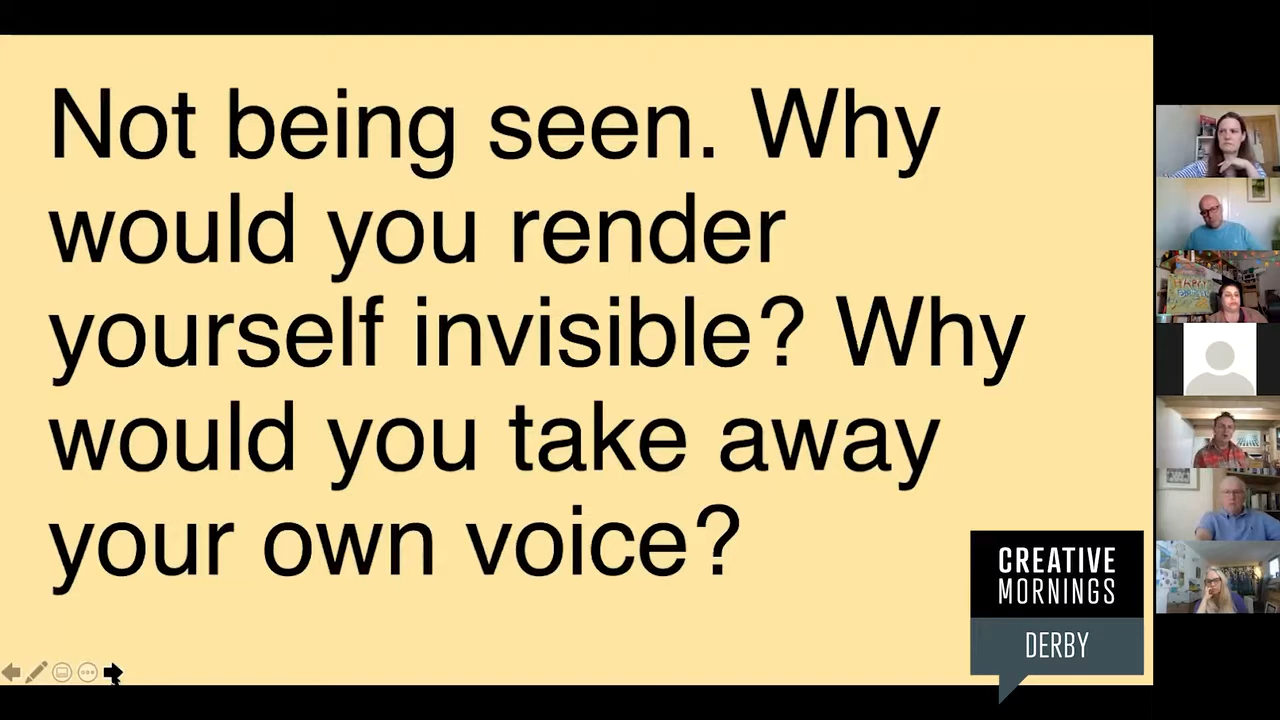 Not being seen. Why
would you render
yourself invisible? Why
would you take away
your own voice?
CREATIVE
MORNINGS
DERBY
HAPPY